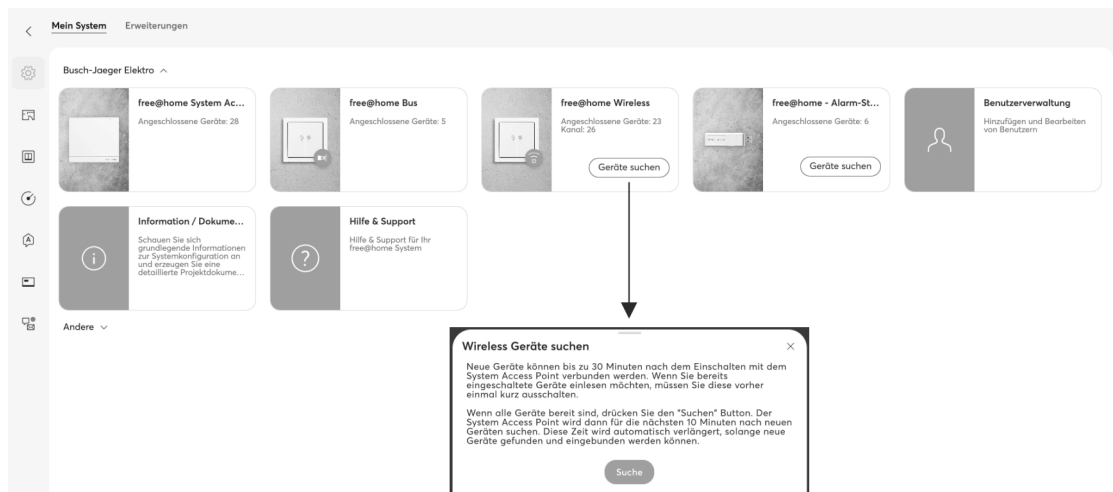 Mein System Erweiterungen
Busch-Jaeger Elektro
free@home System Ac...
Angeschlossene Geräte: 28
free@home Bus
Angeschlossene Geräte: 5
free@home Wireless
Angeschlossene Geräte: 23
Kanal: 26
Geräte suchen
free@home - Alarm-St...
Angeschlossene Geräte: 6
Geräte suchen
Benutzerverwaltung
Hinzufügen und Bearbeiten
von Benutzern
Information / Dokume...
Schauen Sie sich
grundlegende Informationen
zur Systemkonfiguration an
und erzeugen Sie eine
detaillierte Projektdokume...
Hilfe & Support
Hilfe & Support für Ihr
free@home System
Andere
Wireless Geräte suchen
Neue Geräte können bis zu 30 Minuten nach dem Einschalten mit dem
System Access Point verbunden werden. Wenn Sie bereits
eingeschaltete Geräte einlesen möchten, müssen Sie diese vorher
einmal kurz ausschalten.
Wenn alle Geräte bereit sind, drücken Sie den "Suchen" Button. Der
System Access Point wird dann für die nächsten 10 Minuten nach neuen
Geräten suchen. Diese Zeit wird automatisch verlängert, solange neue
Geräte gefunden und eingebunden werden können.
Suche